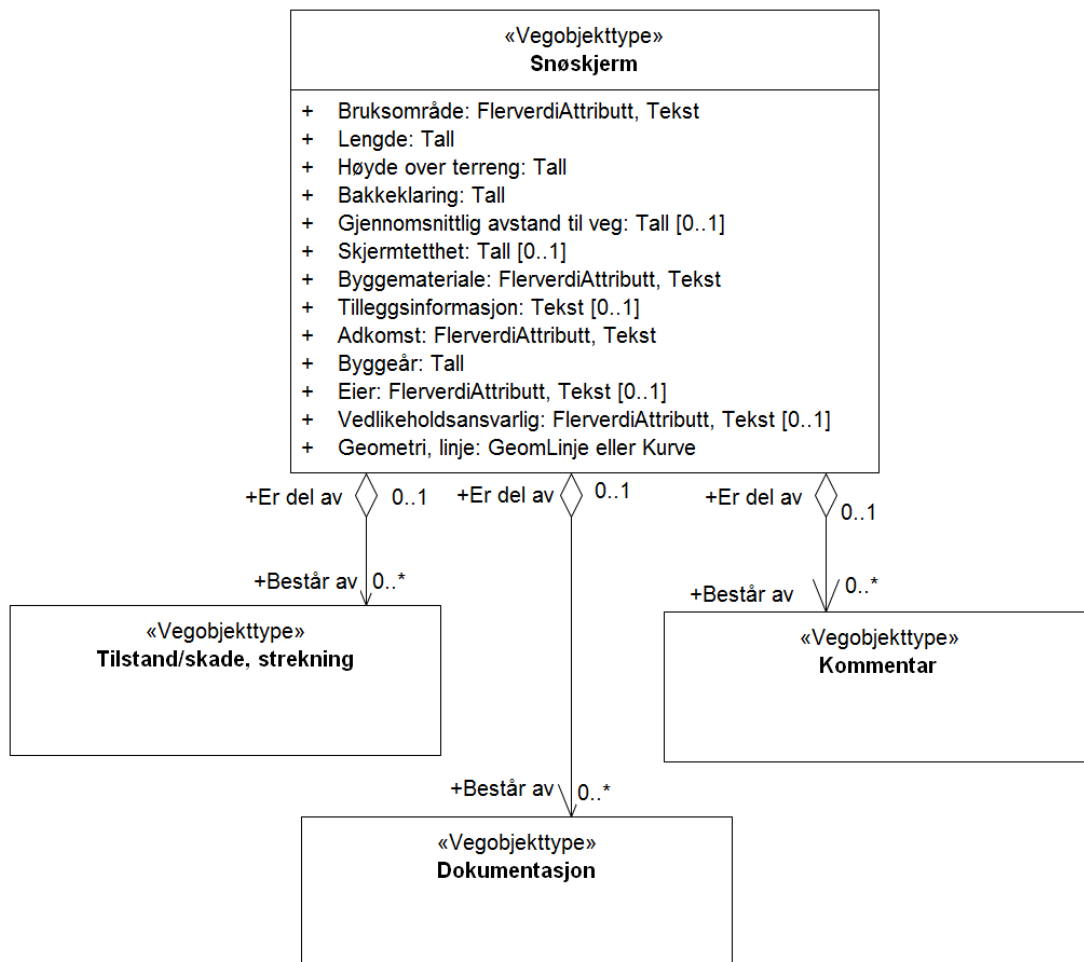 «Vegobjekttype»
Snøskjerm
+ Bruksområde: FlerverdiAttributt, Tekst
+ Lengde: Tall
+ Høyde over terreng: Tall
+ Bakkeklaring: Tall
+ Gjennomsnittlig avstand til veg: Tall [0..1]
+ Skjermtetthet: Tall [0..1]
+ Byggemateriale: FlerverdiAttributt, Tekst
+ Tilleggsinformasjon: Tekst [0..1]
+ Adkomst: FlerverdiAttributt, Tekst
+ Byggeår: Tall
+ Eier: FlerverdiAttributt, Tekst [0..1]
+ Vedlikeholdsansvarlig: FlerverdiAttributt, Tekst [0..1]
+ Geometri, linje: GeomLinje eller Kurve
+Er del av 0..1
+Er del av 0..1
+Er del av 0..1
+Består av 0..*
+Består av 0..*
«Vegobjekttype»
Tilstand/skade, strekning
«Vegobjekttype»
Kommentar
+Består av 0..*
«Vegobjekttype»
Dokumentasjon